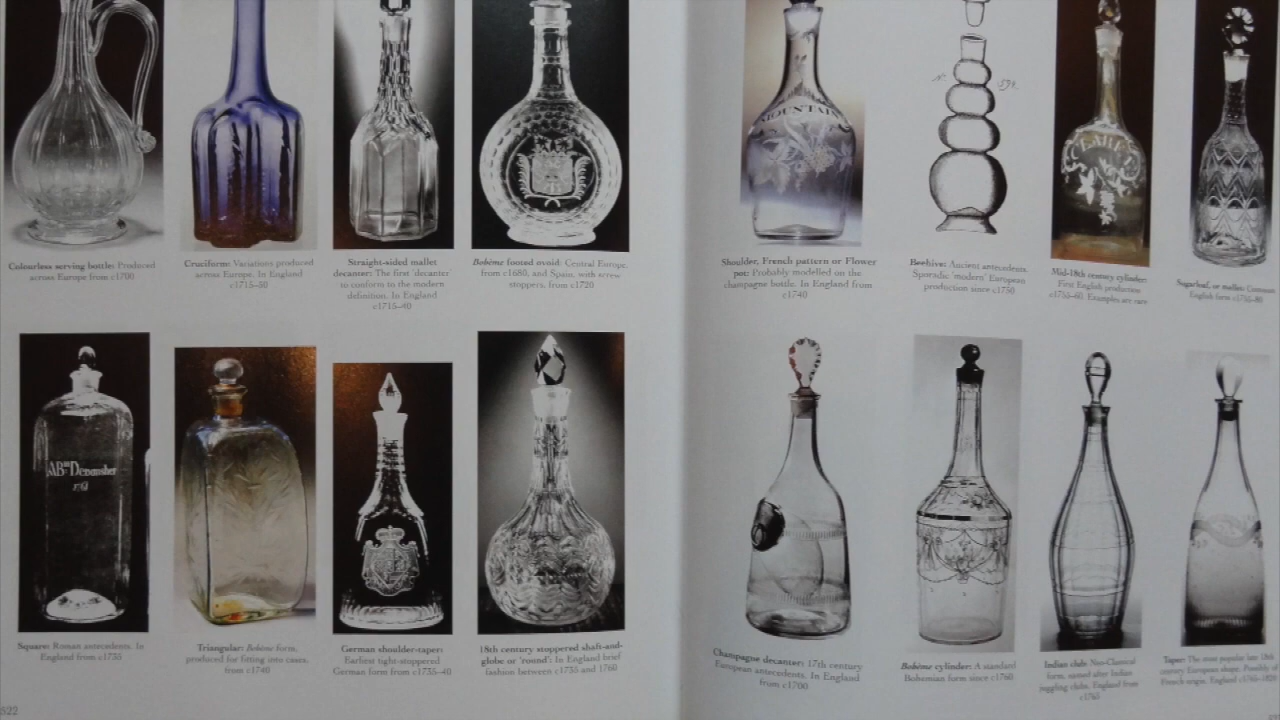 Colourless serving bottle: Produced
across Europe from c1700
Cruciform: Variations produced
across Europe. In England
c1715–50
Straight-sided mallet
decanter: The first 'decanter'
to conform to the modern
definition. In England
c1715–40
Bohème footed ovoid: Central Europe,
from c1680, and Spain, with screw
stoppers, from c1720
MOUNTAIN
Shoulder, French pattern or Flower
pot: Probably modelled on the
champagne bottle. In England from
c1740
Beehive: Ancient antecedents.
Sporadic 'modern' European
production since c1750
CLARET
Mid-18th century cylinder:
First English production
c1755–60. Examples are rare
Sugarloaf, or mallet: Common
English form c1755–80
Square: Roman antecedents. In
England from c1735
Triangular: Bohème form,
produced for fitting into cases,
from c1740
German shoulder-taper:
Earliest tight-stoppered
German form from c1735–40
18th century stoppered shaft-and-
globe or 'round': In England brief
fashion between c1735 and 1760
Champagne decanter: 17th century
European antecedents. In England
from c1700
Bohème cylinder: A standard
Bohemian form since c1760
Indian club: Neo-Classical
form, named after Indian
juggling clubs. England from
c1765
Taper: The most popular late 18th
century European shape. Possibly of
French origin. England c1765–1820
522